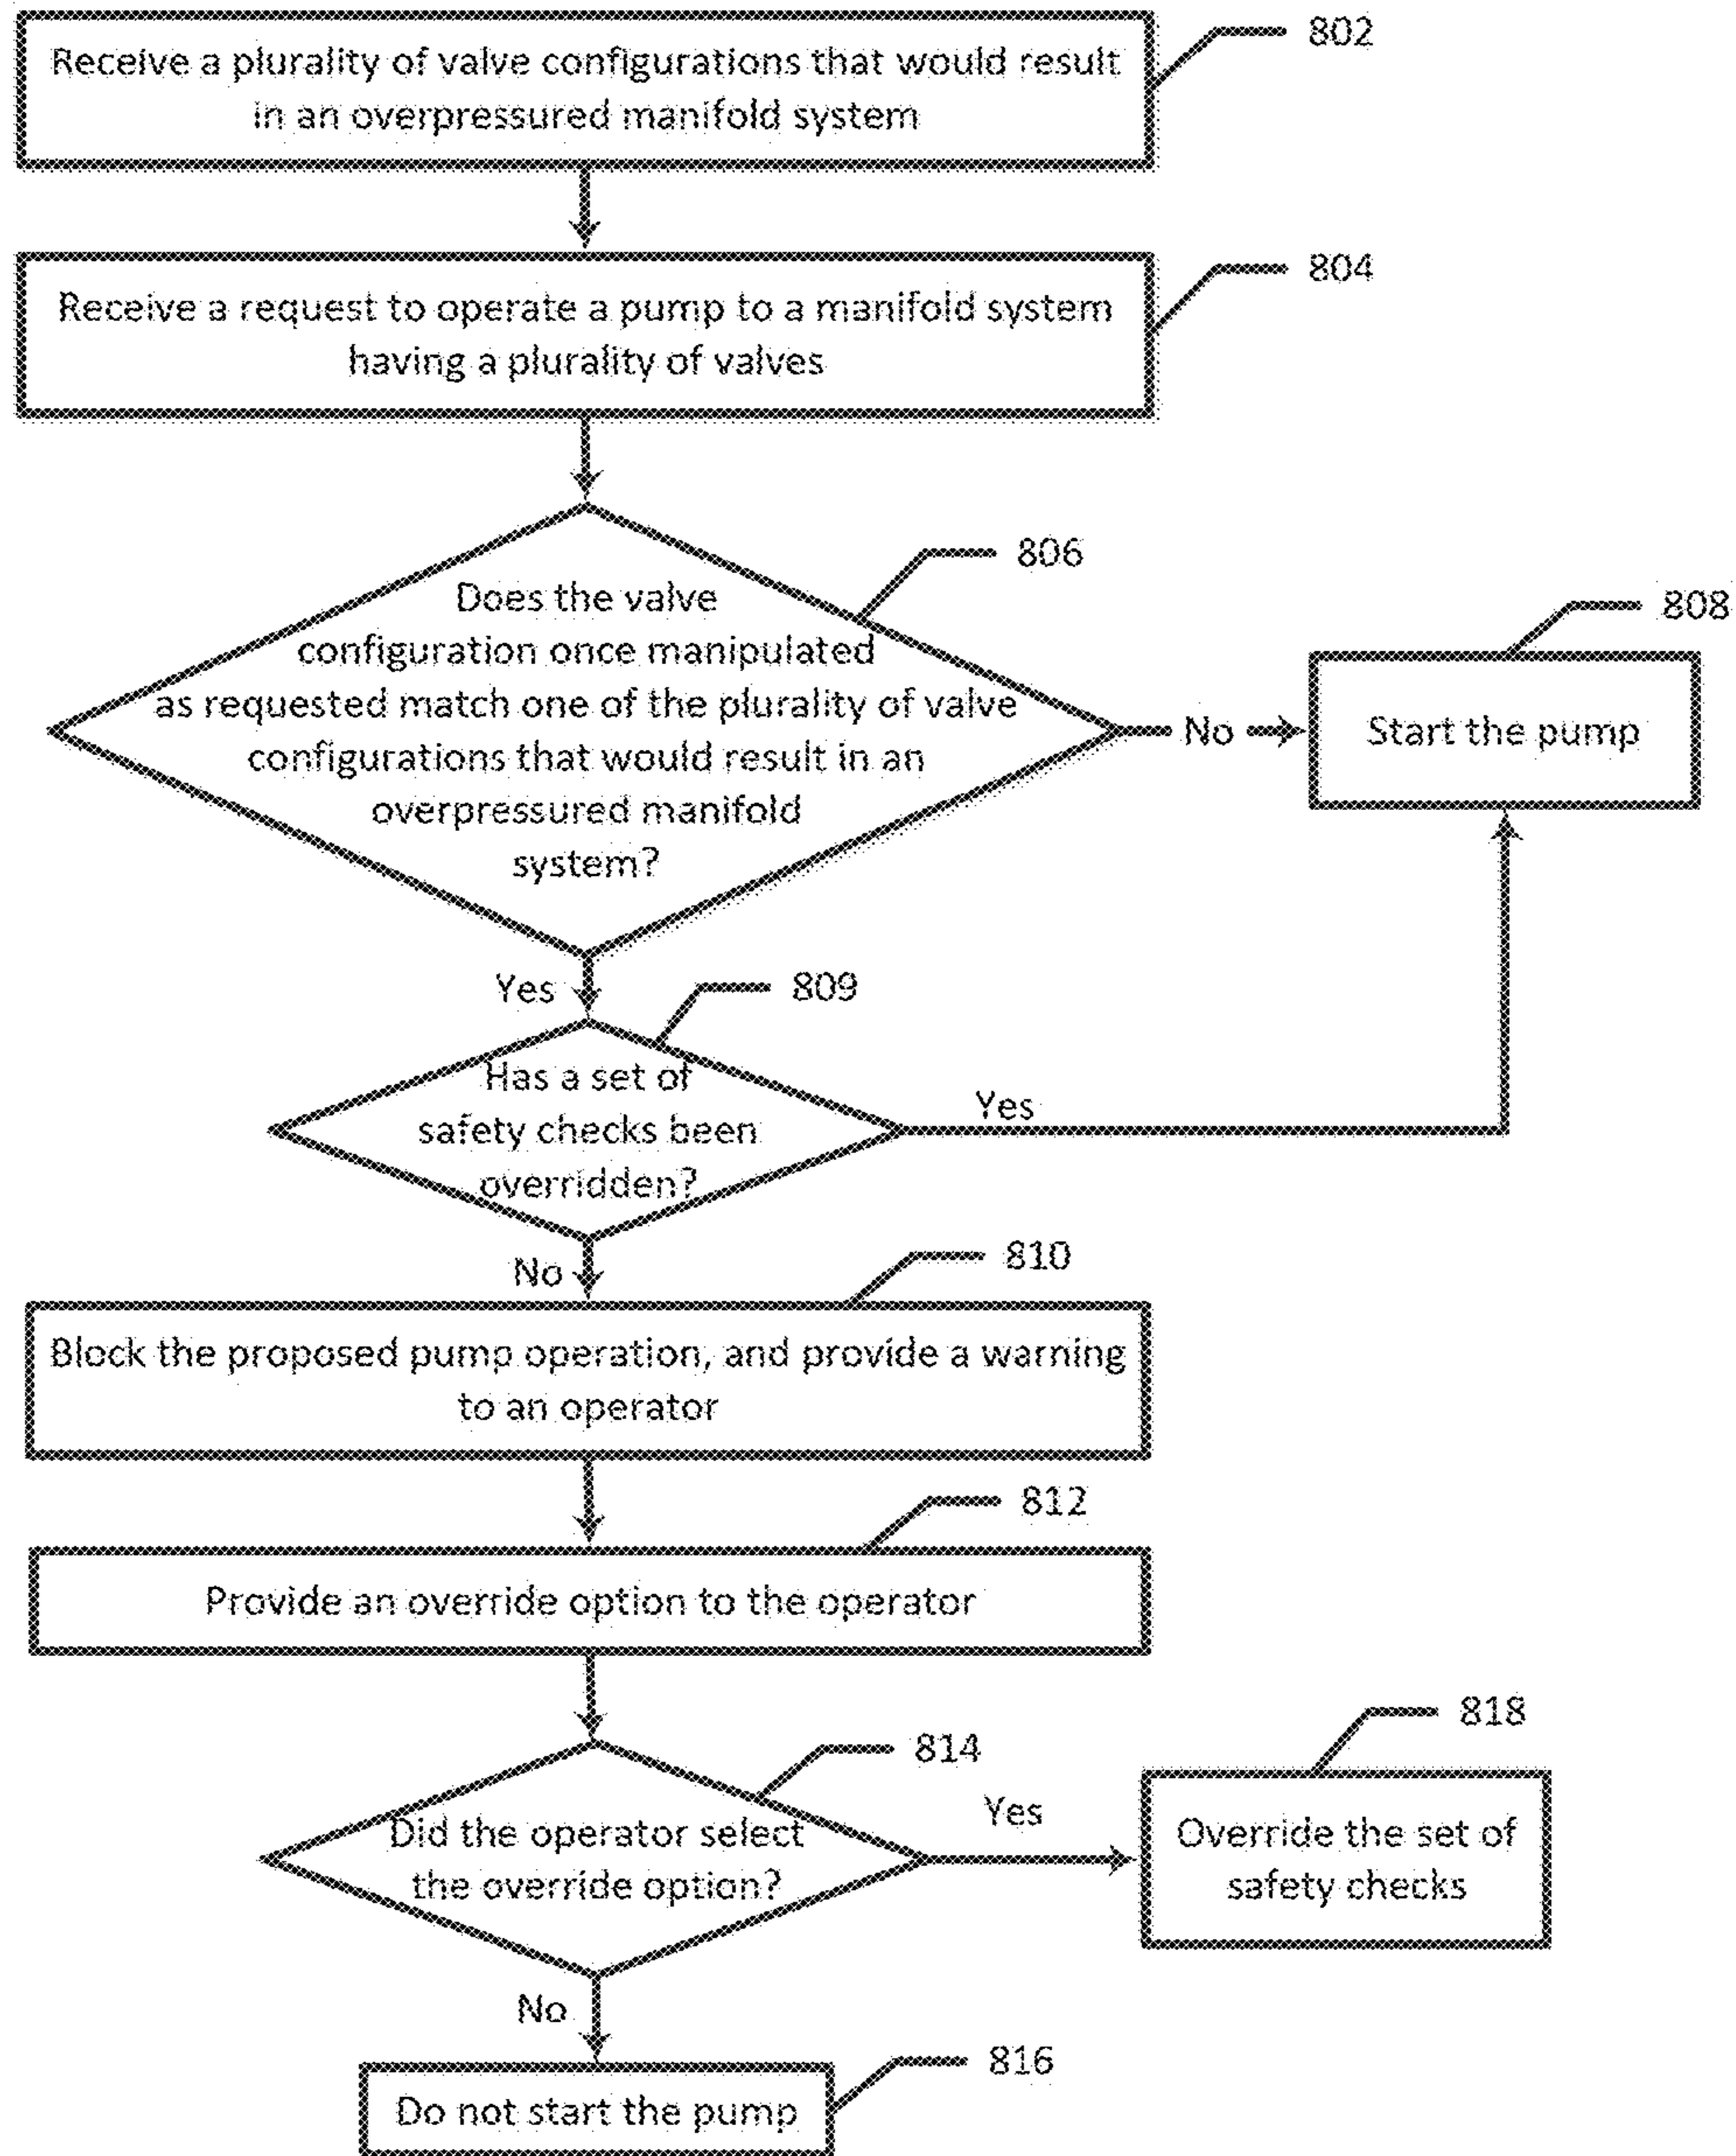 802
Receive a plurality of valve configurations that would result
in an overpressured manifold system
804
Receive a request to operate a pump to a manifold system
having a plurality of valves
806
Does the valve
configuration once manipulated
as requested match one of the plurality of valve
configurations that would result in an
overpressured manifold
system?
No
808
Start the pump
Yes
809
Has a set of
safety checks been
overridden?
Yes
No
810
Block the proposed pump operation, and provide a warning
to an operator
812
Provide an override option to the operator
814
Did the operator select
the override option?
Yes
818
Override the set of
safety checks
No
816
Do not start the pump